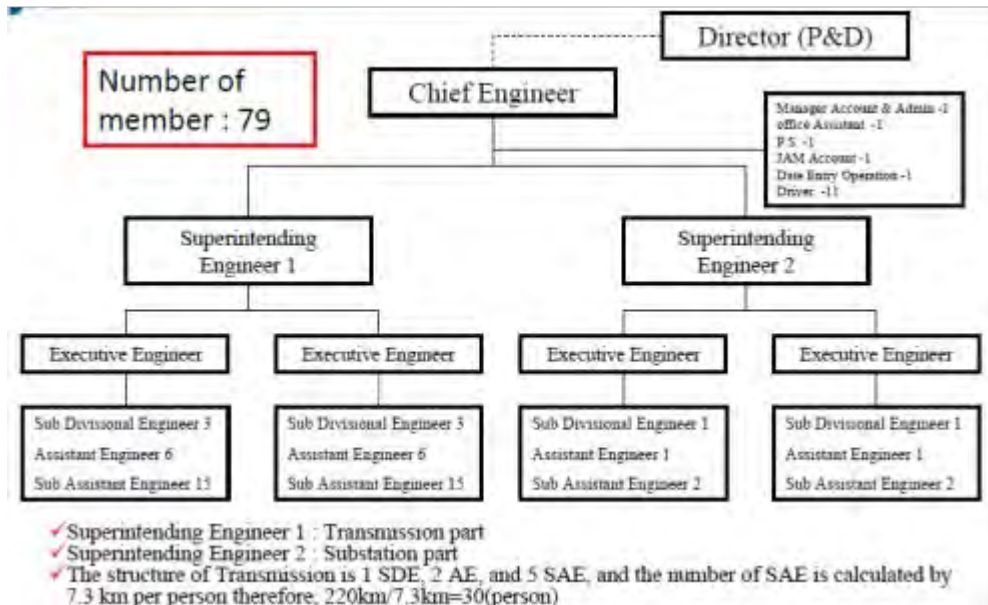 Director (P&D)
Number of
member : 79
Chief Engineer
Manager Account & Admin -1
office Assistant -1
P.S. -1
JAM Account -1
Date Entry Operation -1
Driver -11
Superintending
Engineer 1
Superintending
Engineer 2
Executive Engineer
Executive Engineer
Executive Engineer
Executive Engineer
Sub Divisional Engineer 3
Assistant Engineer 6
Sub Assistant Engineer 15
Sub Divisional Engineer 3
Assistant Engineer 6
Sub Assistant Engineer 15
Sub Divisional Engineer 1
Assistant Engineer 1
Sub Assistant Engineer 2
Sub Divisional Engineer 1
Assistant Engineer 1
Sub Assistant Engineer 2
✓Superintending Engineer 1 : Transmission part
✓Superintending Engineer 2 : Substation part
✓The structure of Transmission is 1 SDE, 2 AE, and 5 SAE, and the number of SAE is calculated by
7.3 km per person therefore, 220km/7.3km=30(person)